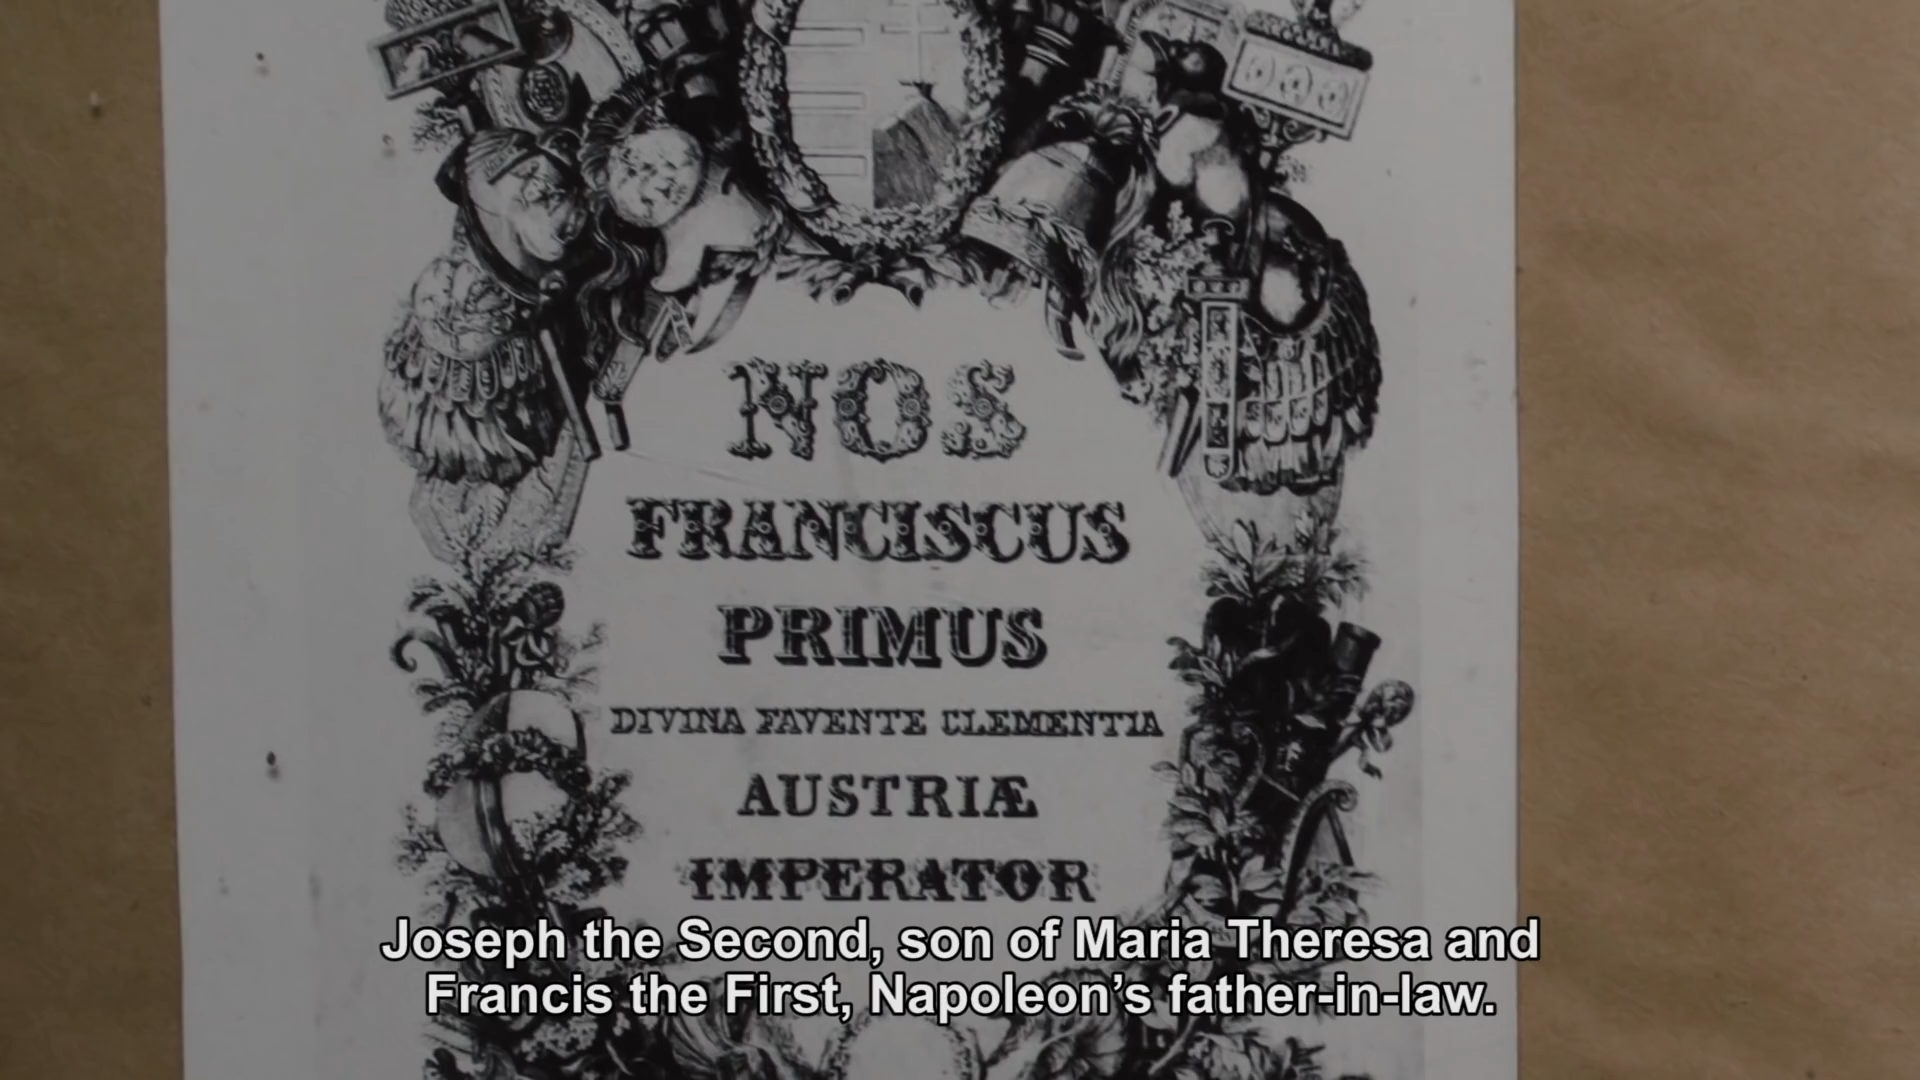 NOS
FRANCISCUS
PRIMUS
DIVINA FAVENTE CLEMENTIA
AUSTRIÆ
IMPERATOR
Joseph the Second, son of Maria Theresa and
Francis the First, Napoleon’s father-in-law.